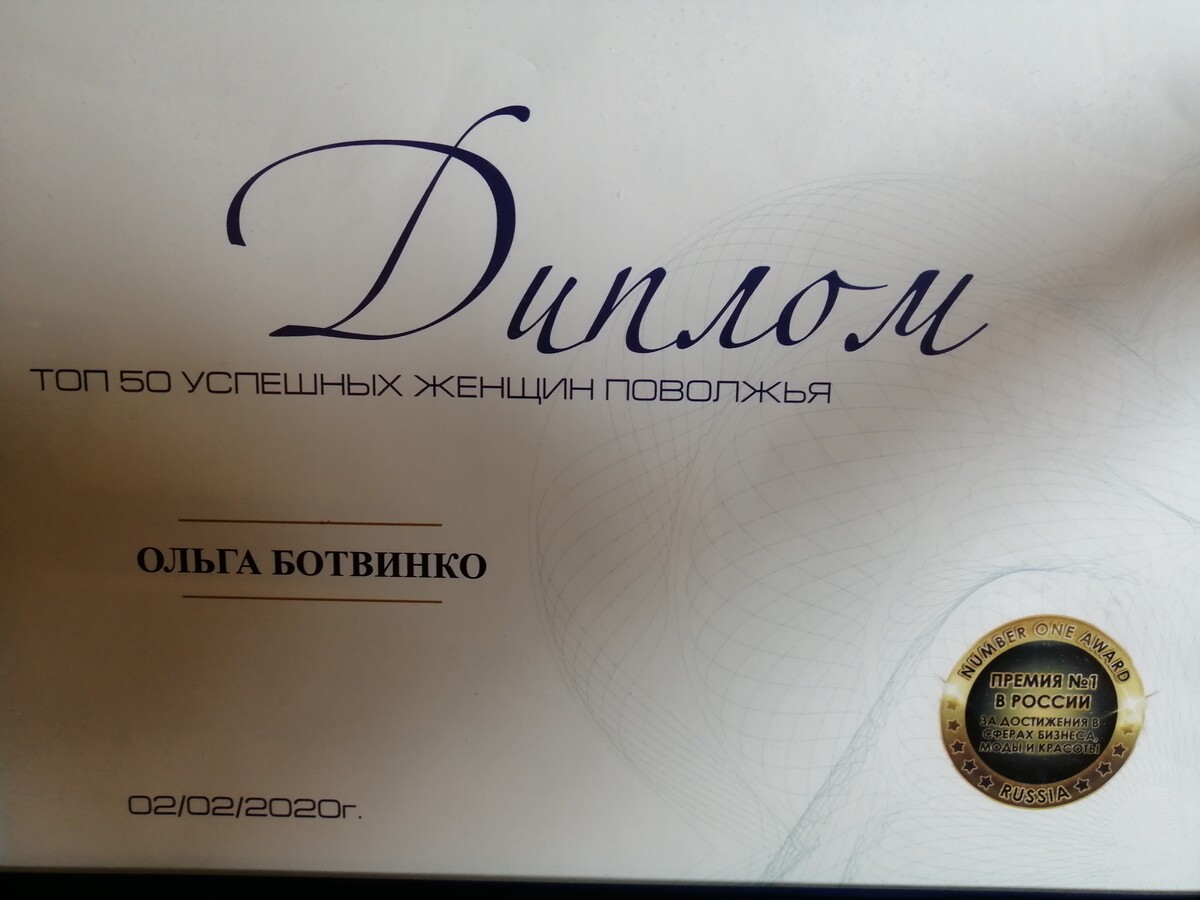 Диплом
ТОП 50 УСПЕШНЫХ ЖЕНЩИН ПОВОЛЖЬЯ
ОЛЬГА БОТВИНКО
NUMBER ONE AWARD
ПРЕМИЯ №1
В РОССИИ
ЗА ДОСТИЖЕНИЯ В
СФЕРАХ БИЗНЕСА,
МОДЫ И КРАСОТЫ
RUSSIA
02/02/2020г.